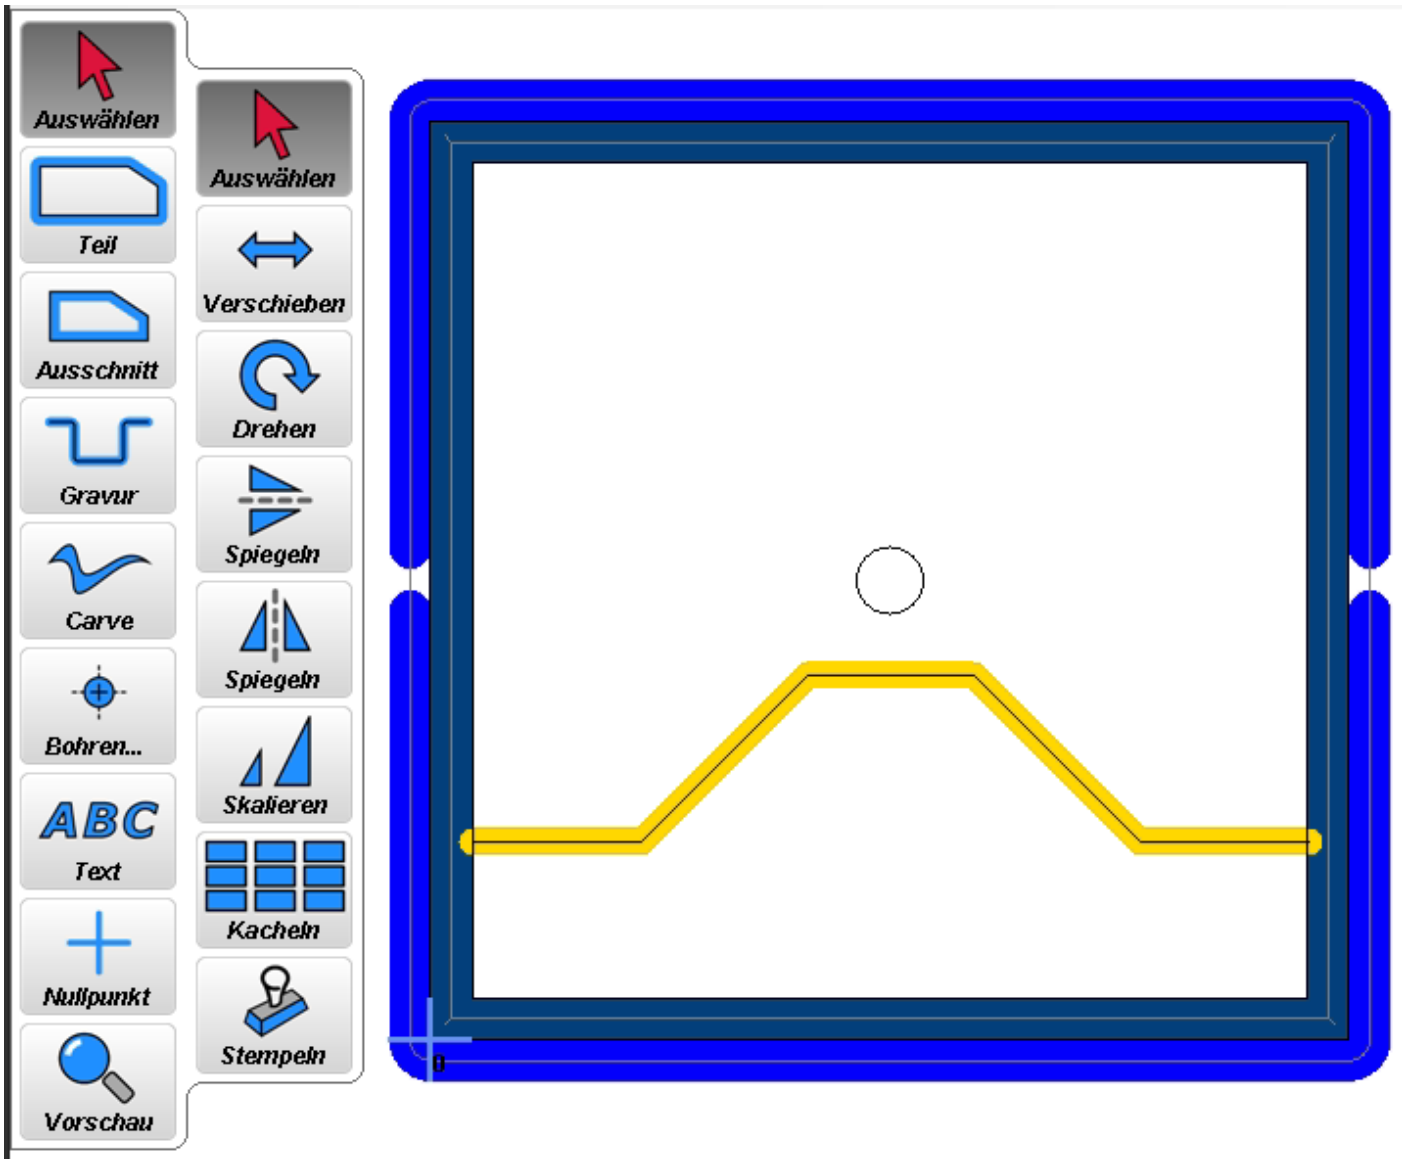 Auswählen
Teil
Ausschnitt
Gravur
Carve
Bohren...
ABC
Text
Nullpunkt
Vorschau
Auswählen
Verschieben
Drehen
Spiegeln
Spiegeln
Skalieren
Kacheln
Stempeln
0